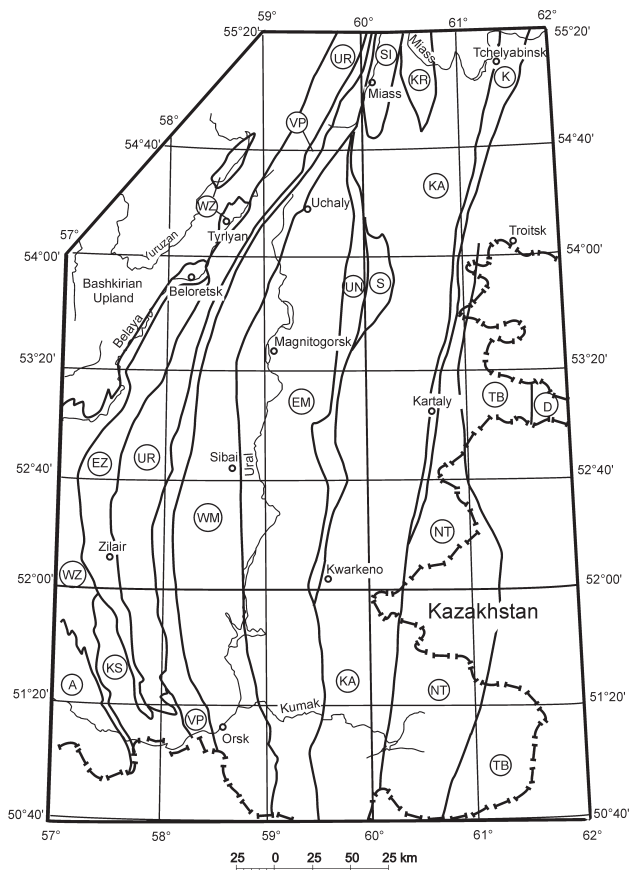 59°
60°
61°
62°
55°20'
55°20'
UR
SI
Miass
Tchelyabinsk
KR
K
Miass
58°
VP
54°40'
54°40'
KA
WZ
Uchaly
57°
Tyrlyan
Yuruzan
Troitsk
54°00'
54°00'
Bashkirian
Upland
Beloretsk
UN
S
Belaya
Magnitogorsk
53°20'
53°20'
EM
Kartaly
TB
D
EZ
UR
Sibai
Ural
52°40'
52°40'
WM
NT
Zilair
WZ
Kwarkeno
52°00'
52°00'
Kazakhstan
KS
A
KA
NT
51°20'
51°20'
VP
Kumak
Orsk
TB
50°40'
50°40'
57°
58°
59°
60°
61°
62°
25 0 25 50 25 km